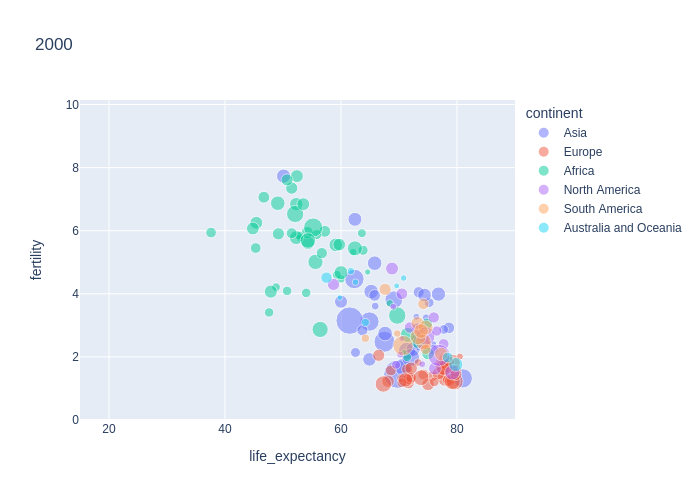 2000
continent
Asia
Europe
Africa
North America
South America
Australia and Oceania
fertility
10
8
6
4
2
0
20
40
60
80
life_expectancy